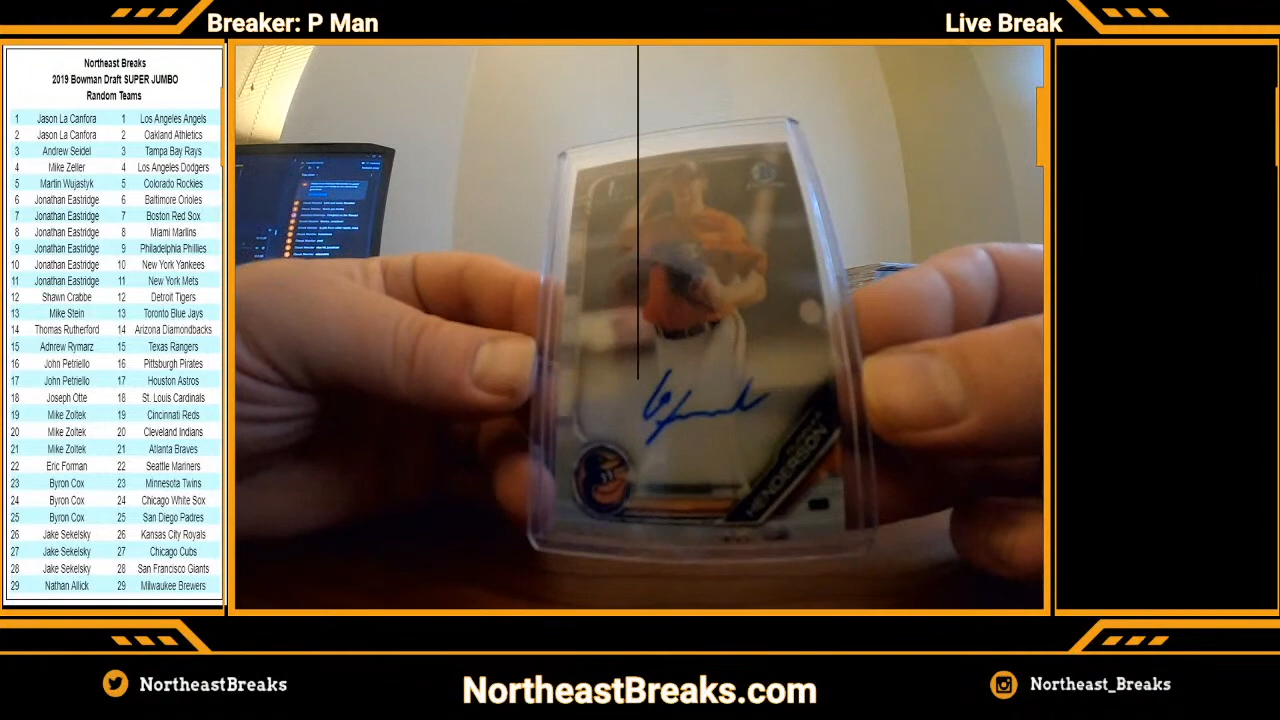 Breaker: P Man
Live Break
Northeast Breaks
2019 Bowman Draft SUPER JUMBO
Random Teams
1 Jason La Canfora 1 Los Angeles Angels
2 Jason La Canfora 2 Oakland Athletics
3 Andrew Seidel 3 Tampa Bay Rays
4 Mike Zeller 4 Los Angeles Dodgers
5 Martin Wujastyk 5 Colorado Rockies
6 Jonathan Eastridge 6 Baltimore Orioles
7 Jonathan Eastridge 7 Boston Red Sox
8 Jonathan Eastridge 8 Miami Marlins
9 Jonathan Eastridge 9 Philadelphia Phillies
10 Jonathan Eastridge 10 New York Yankees
11 Jonathan Eastridge 11 New York Mets
12 Shawn Crabbe 12 Detroit Tigers
13 Mike Stein 13 Toronto Blue Jays
14 Thomas Rutherford 14 Arizona Diamondbacks
15 Adnrew Rymarz 15 Texas Rangers
16 John Petriello 16 Pittsburgh Pirates
17 John Petriello 17 Houston Astros
18 Joseph Otte 18 St. Louis Cardinals
19 Mike Zoltek 19 Cincinnati Reds
20 Mike Zoltek 20 Cleveland Indians
21 Mike Zoltek 21 Atlanta Braves
22 Eric Forman 22 Seattle Mariners
23 Byron Cox 23 Minnesota Twins
24 Byron Cox 24 Chicago White Sox
25 Byron Cox 25 San Diego Padres
26 Jake Sekelsky 26 Kansas City Royals
27 Jake Sekelsky 27 Chicago Cubs
28 Jake Sekelsky 28 San Francisco Giants
29 Nathan Allick 29 Milwaukee Brewers
HENDERSON
NortheastBreaks
NortheastBreaks.com
Northeast_Breaks